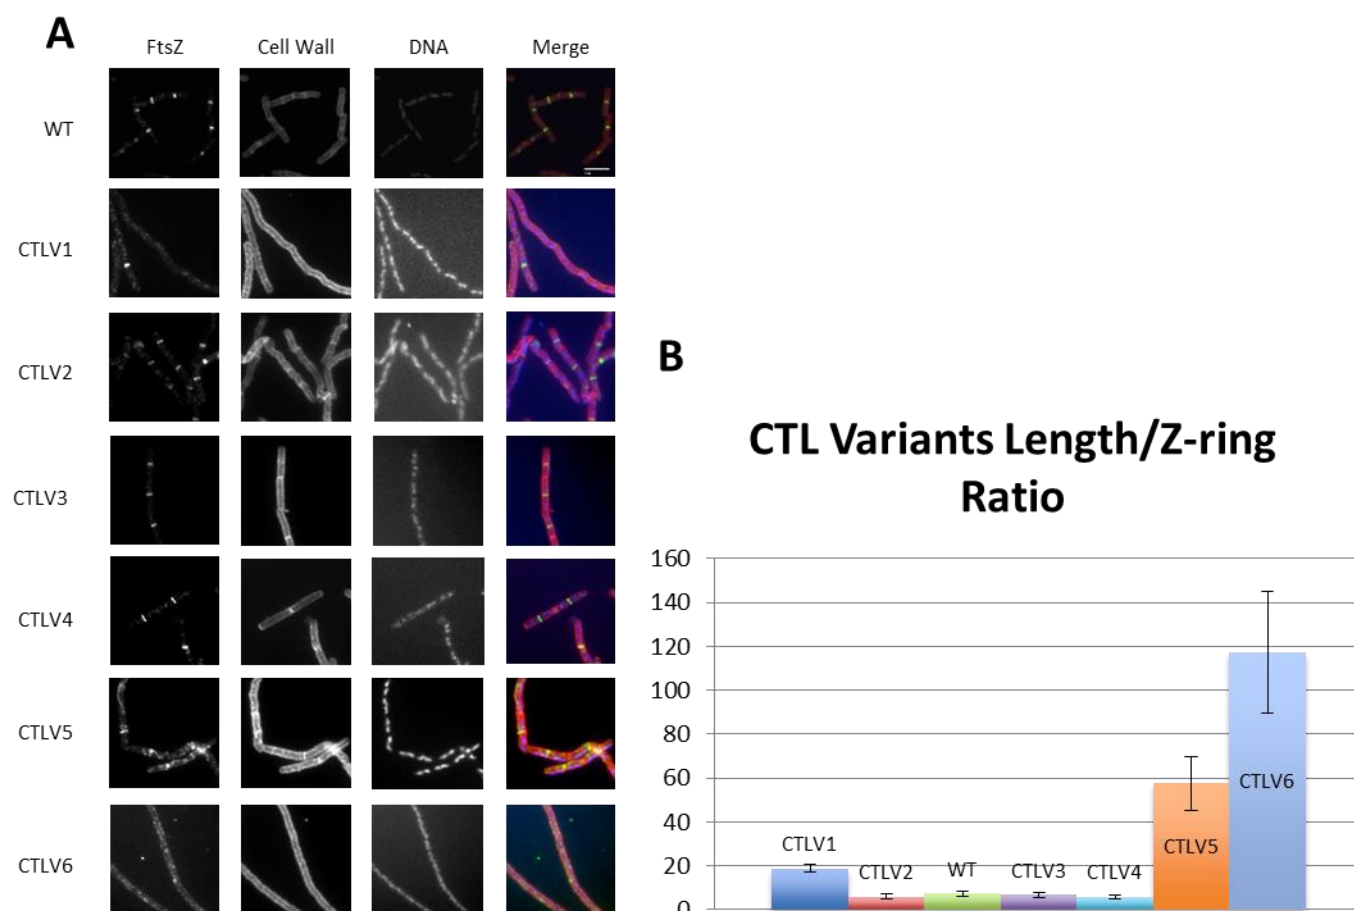 A
FtsZ Cell Wall DNA Merge
WT
CTLV1
CTLV2
CTLV3
CTLV4
CTLV5
CTLV6
B
CTL Variants Length/Z-ring
Ratio
160
140
120
100
80
60
40
20
0
CTLV1
CTLV2
WT
CTLV3
CTLV4
CTLV5
CTLV6